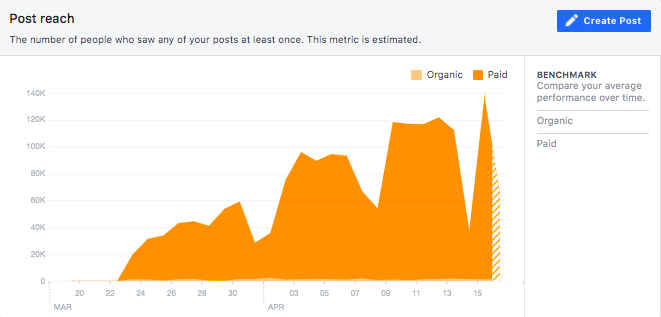 Post reach
Create Post
The number of people who saw any of your posts at least once. This metric is estimated.
Organic
Paid
BENCHMARK
Compare your average
performance over time.
Organic
Paid
140K
120K
100K
80K
60K
40K
20K
0
20 22 24 26 28 30 03 05 07 09 11 13 15
MAR APR